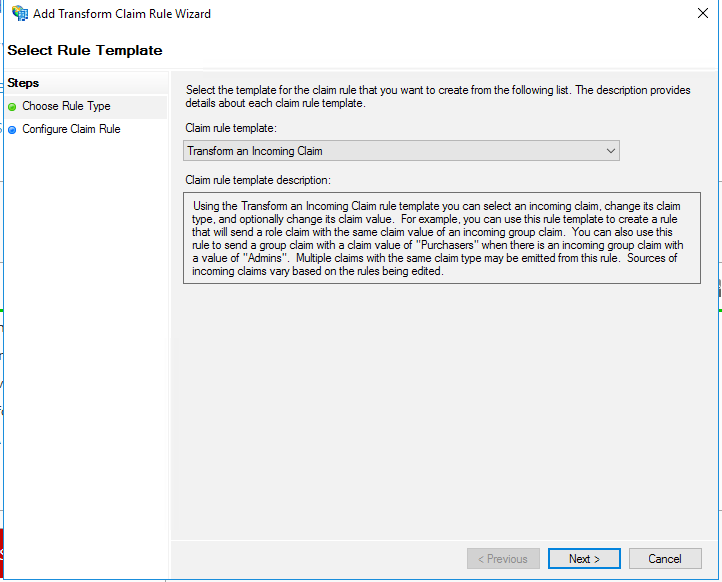 Add Transform Claim Rule Wizard
Select Rule Template
Steps
Choose Rule Type
Configure Claim Rule
Select the template for the claim rule that you want to create from the following list. The description provides
details about each claim rule template.
Claim rule template:
Transform an Incoming Claim
Claim rule template description:
Using the Transform an Incoming Claim rule template you can select an incoming claim, change its claim
type, and optionally change its claim value.  For example, you can use this rule template to create a rule
that will send a role claim with the same claim value of an incoming group claim.  You can also use this
rule to send a group claim with a claim value of "Purchasers" when there is an incoming group claim with
a value of "Admins".  Multiple claims with the same claim type may be emitted from this rule.  Sources of
incoming claims vary based on the rules being edited.
< Previous
Next >
Cancel